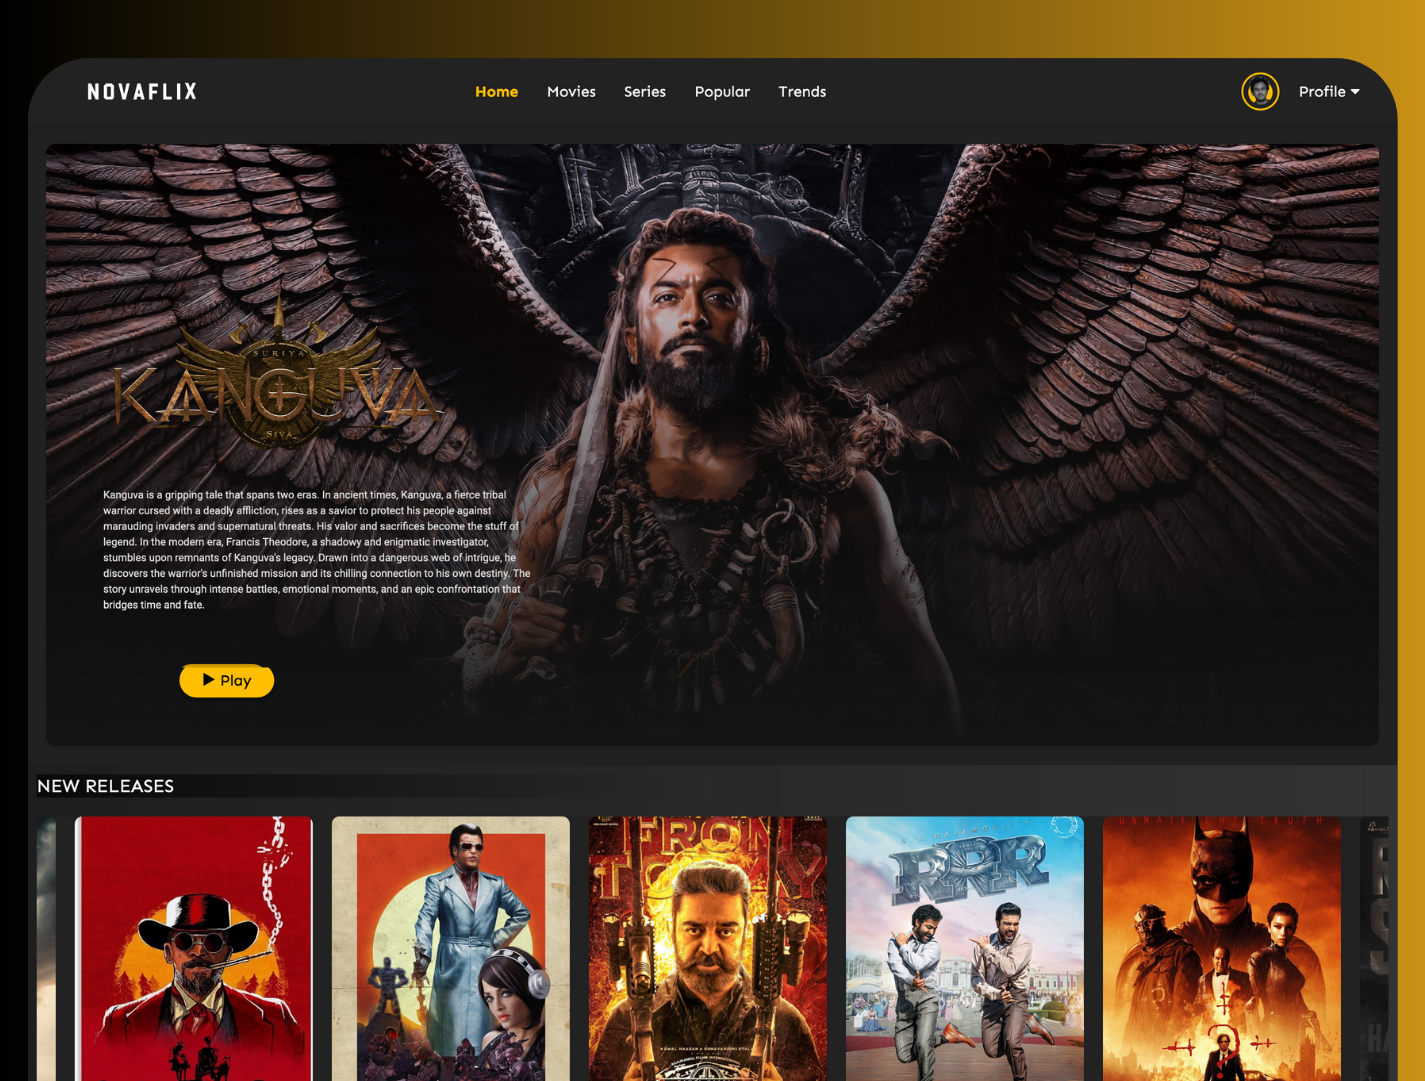 NOVAFLIX
Home Movies Series Popular Trends
Profile
SURIYA
KANGUVA
SIVA
Kanguva is a gripping tale that spans two eras. In ancient times, Kanguva, a fierce tribal
warrior cursed with a deadly affliction, rises as a savior to protect his people against
marauding invaders and supernatural threats. His valor and sacrifices become the stuff of
legend. In the modern era, Francis Theodore, a shadowy and enigmatic investigator,
stumbles upon remnants of Kanguva's legacy. Drawn into a dangerous web of intrigue, he
discovers the warrior's unfinished mission and its chilling connection to his own destiny. The
story unravels through intense battles, emotional moments, and an epic confrontation that
bridges time and fate.
Play
NEW RELEASES
FROM
RRR
UNMASK THE TRUTH